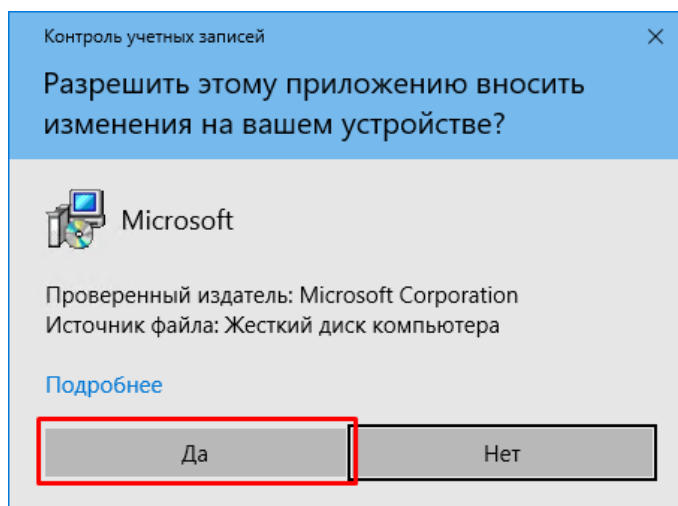 Контроль учетных записей
Разрешить этому приложению вносить
изменения на вашем устройстве?
Microsoft
Проверенный издатель: Microsoft Corporation
Источник файла: Жесткий диск компьютера
Подробнее
Да
Нет